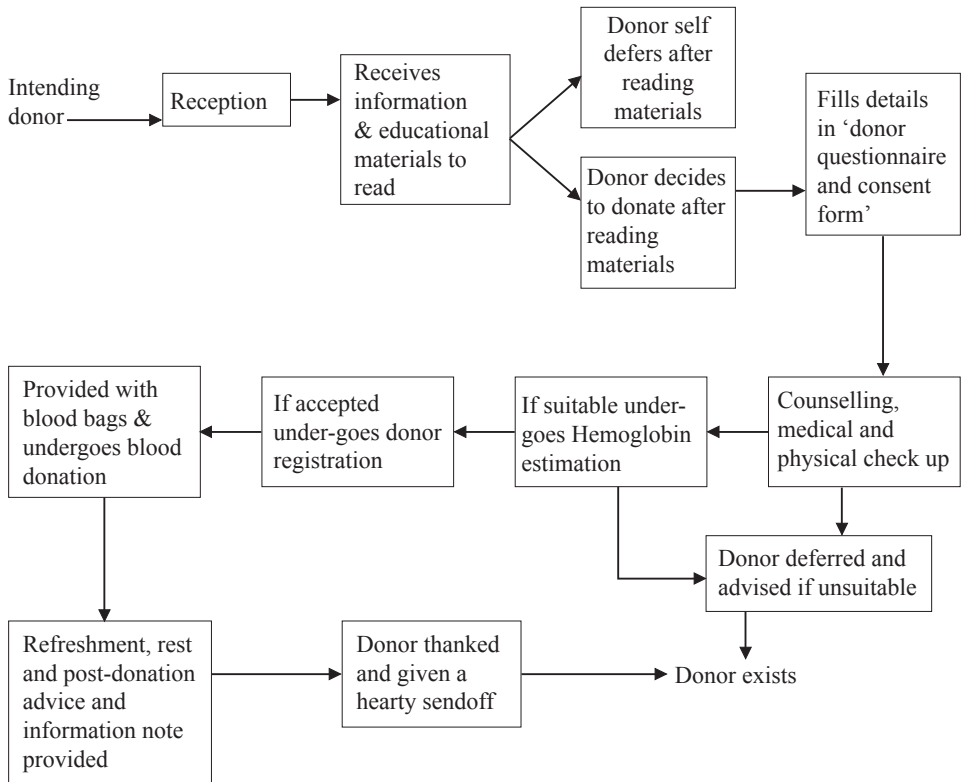 Intending
donor
Reception
Receives
information
& educational
materials to
read
Donor self
defers after
reading
materials
Donor decides
to donate after
reading
materials
Fills details
in ‘donor
questionnaire
and consent
form’
Counselling,
medical and
physical check up
If suitable under-
goes Hemoglobin
estimation
If accepted
under-goes donor
registration
Provided with
blood bags &
undergoes blood
donation
Donor deferred and
advised if unsuitable
Refreshment, rest
and post-donation
advice and
information note
provided
Donor thanked
and given a
hearty sendoff
Donor exists